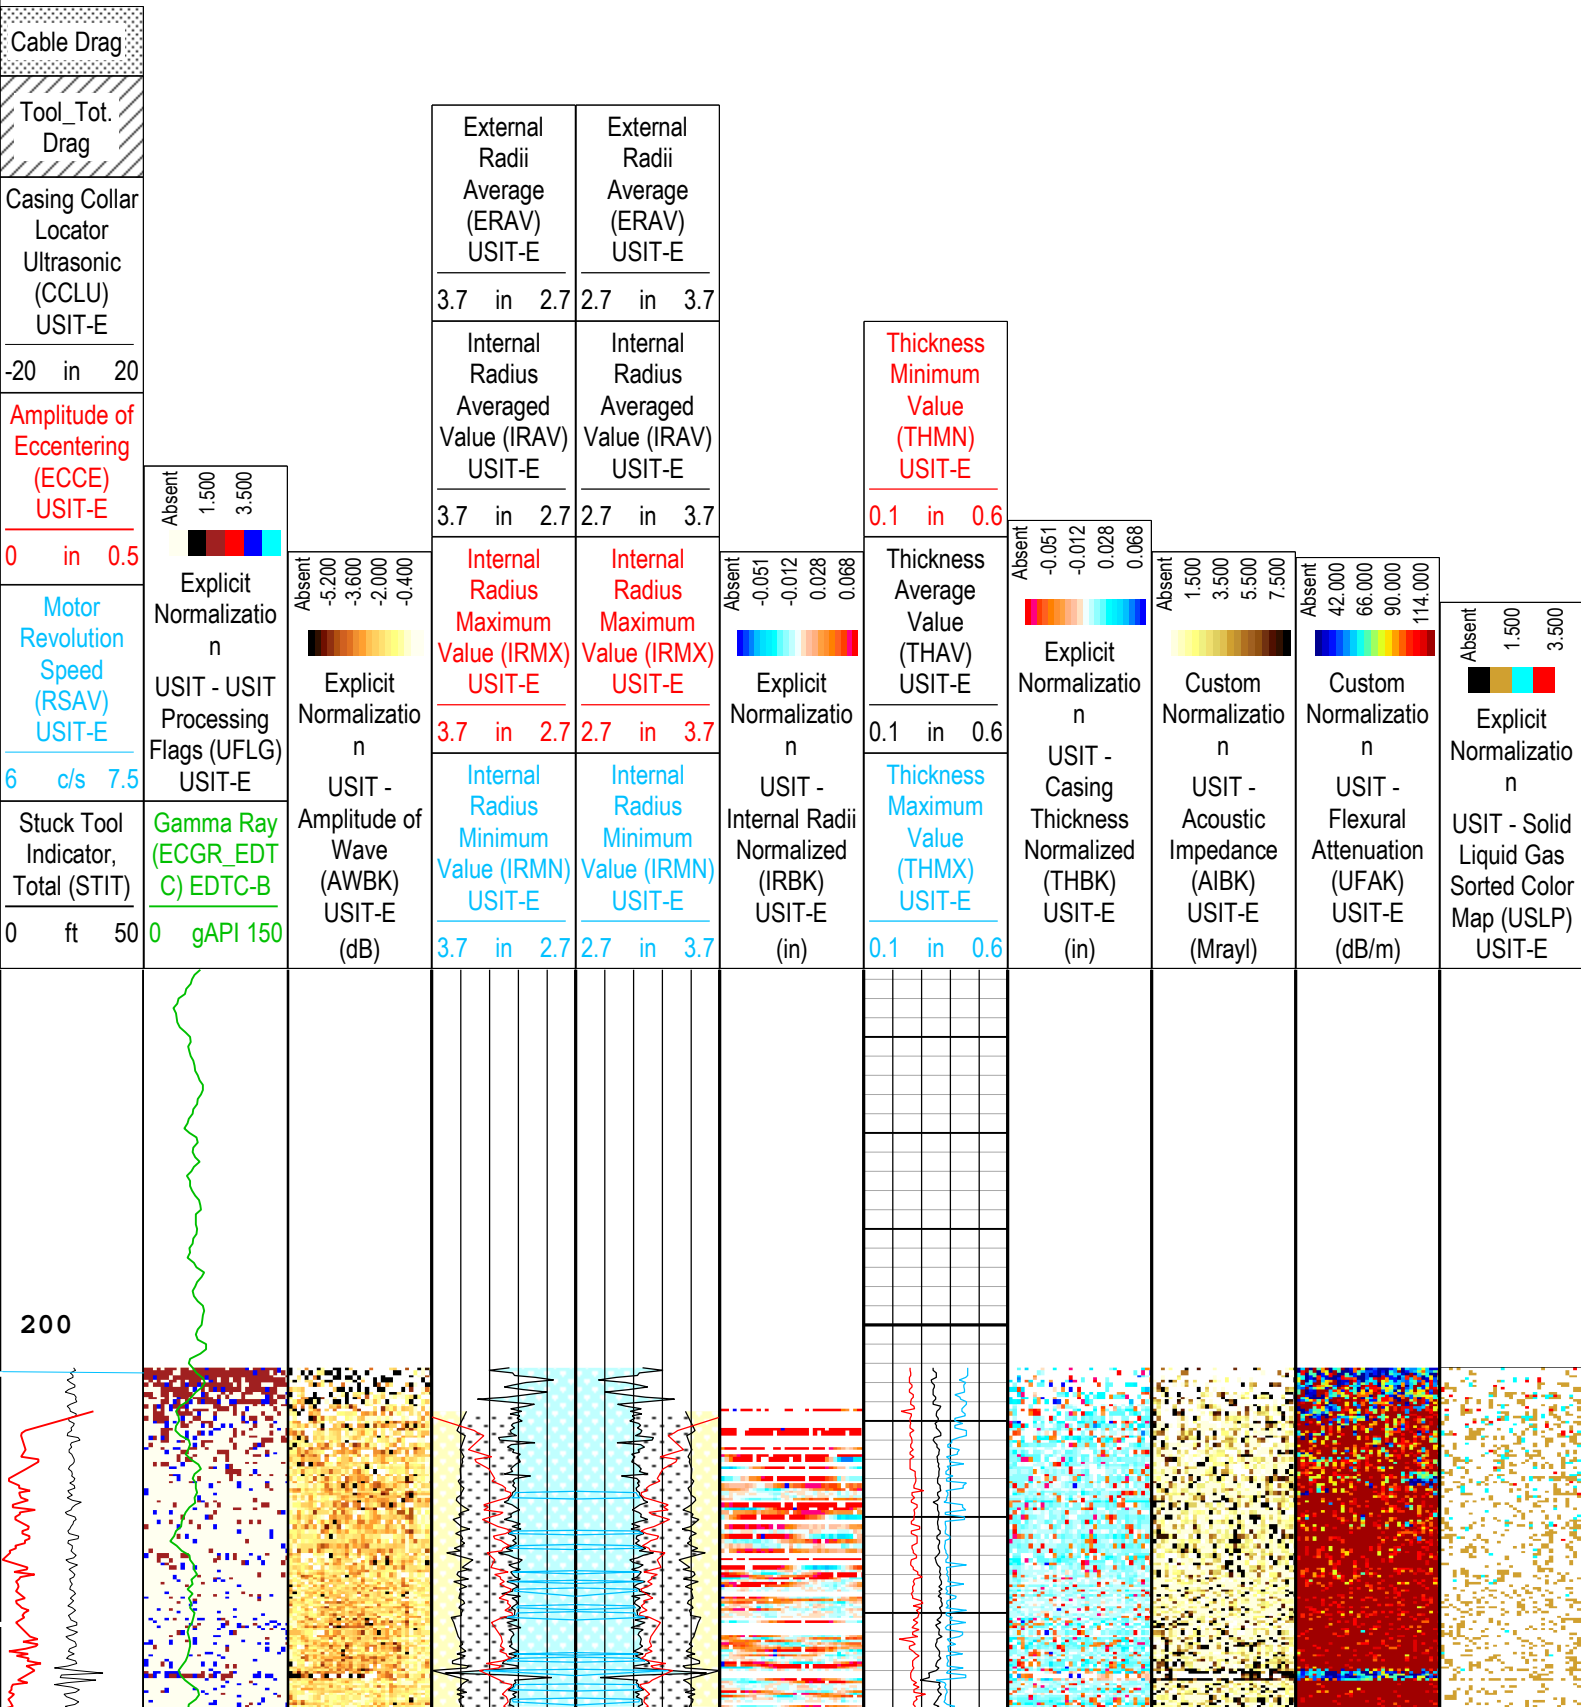 Cable Drag
Tool_Tot.
Drag
Casing Collar
Locator
Ultrasonic
(CCLU)
USIT-E
-20 in 20
Amplitude of
Eccentering
(ECCE)
USIT-E
0 in 0.5
Motor
Revolution
Speed
(RSAV)
USIT-E
6 c/s 7.5
Stuck Tool
Indicator,
Total (STIT)
0 ft 50
Absent
1.500
3.500
Explicit
Normalizatio
n
USIT - USIT
Processing
Flags (UFLG)
USIT-E
Gamma Ray
(ECGR_EDT
C) EDTC-B
0 gAPI 150
Absent
-5.200
-3.600
-2.000
-0.400
Explicit
Normalizatio
n
USIT -
Amplitude of
Wave
(AWBK)
USIT-E
(dB)
External
Radii
Average
(ERAV)
USIT-E
3.7 in 2.7
Internal
Radius
Averaged
Value (IRAV)
USIT-E
3.7 in 2.7
Internal
Radius
Maximum
Value (IRMX)
USIT-E
3.7 in 2.7
Internal
Radius
Minimum
Value (IRMN)
USIT-E
3.7 in 2.7
External
Radii
Average
(ERAV)
USIT-E
2.7 in 3.7
Internal
Radius
Averaged
Value (IRAV)
USIT-E
2.7 in 3.7
Internal
Radius
Maximum
Value (IRMX)
USIT-E
2.7 in 3.7
Internal
Radius
Minimum
Value (IRMN)
USIT-E
2.7 in 3.7
Absent
-0.051
-0.012
0.028
0.068
Explicit
Normalizatio
n
USIT -
Internal Radii
Normalized
(IRBK)
USIT-E
(in)
Thickness
Minimum
Value
(THMN)
USIT-E
0.1 in 0.6
Thickness
Average
Value
(THAV)
USIT-E
0.1 in 0.6
Thickness
Maximum
Value
(THMX)
USIT-E
0.1 in 0.6
Absent
-0.051
-0.012
0.028
0.068
Explicit
Normalizatio
n
USIT -
Casing
Thickness
Normalized
(THBK)
USIT-E
(in)
Absent
1.500
3.500
5.500
7.500
Custom
Normalizatio
n
USIT -
Acoustic
Impedance
(AIBK)
USIT-E
(Mrayl)
Absent
42.000
66.000
90.000
114.000
Custom
Normalizatio
n
USIT -
Flexural
Attenuation
(UFAK)
USIT-E
(dB/m)
Absent
1.500
3.500
Explicit
Normalizatio
n
USIT - Solid
Liquid Gas
Sorted Color
Map (USLP)
USIT-E
200